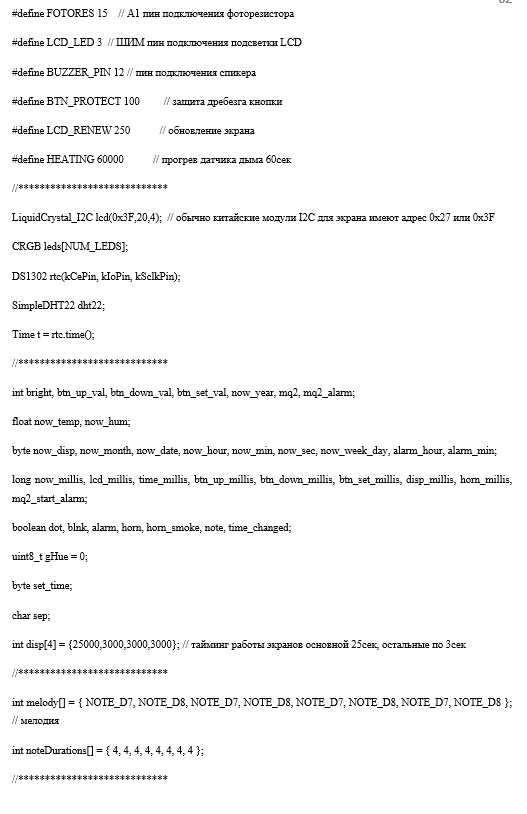 #define FOTORES 15 // A1 пин подключения фоторезистора
#define LCD_LED 3 // ШИМ пин подключения подсветки LCD
#define BUZZER_PIN 12 // пин подключения спикера
#define BTN_PROTECT 100 // защита дребезга кнопки
#define LCD_RENEW 250 // обновление экрана
#define HEATING 60000 // прогрев датчика дыма 60сек
//****************************
LiquidCrystal_I2C lcd(0x3F,20,4); // обычно китайские модули I2C для экрана имеют адрес 0x27 или 0x3F
CRGB leds[NUM_LEDS];
DS1302 rtc(kCePin, kIoPin, kSclkPin);
SimpleDHT22 dht22;
Time t = rtc.time();
//****************************
int bright, btn_up_val, btn_down_val, btn_set_val, now_year, mq2, mq2_alarm;
float now_temp, now_hum;
byte now_disp, now_month, now_date, now_hour, now_min, now_sec, now_week_day, alarm_hour, alarm_min;
long now_millis, lcd_millis, time_millis, btn_up_millis, btn_down_millis, btn_set_millis, disp_millis, horn_millis,
mq2_start_alarm;
boolean dot, blnk, alarm, horn, horn_smoke, note, time_changed;
uint8_t gHue = 0;
byte set_time;
char sep;
int disp[4] = {25000,3000,3000,3000}; // тайминг работы экранов основной 25сек, остальные по 3сек
//****************************
int melody[] = { NOTE_D7, NOTE_D8, NOTE_D7, NOTE_D8, NOTE_D7, NOTE_D8, NOTE_D7, NOTE_D8 };
// мелодия
int noteDurations[] = { 4, 4, 4, 4, 4, 4, 4, 4 };
//****************************